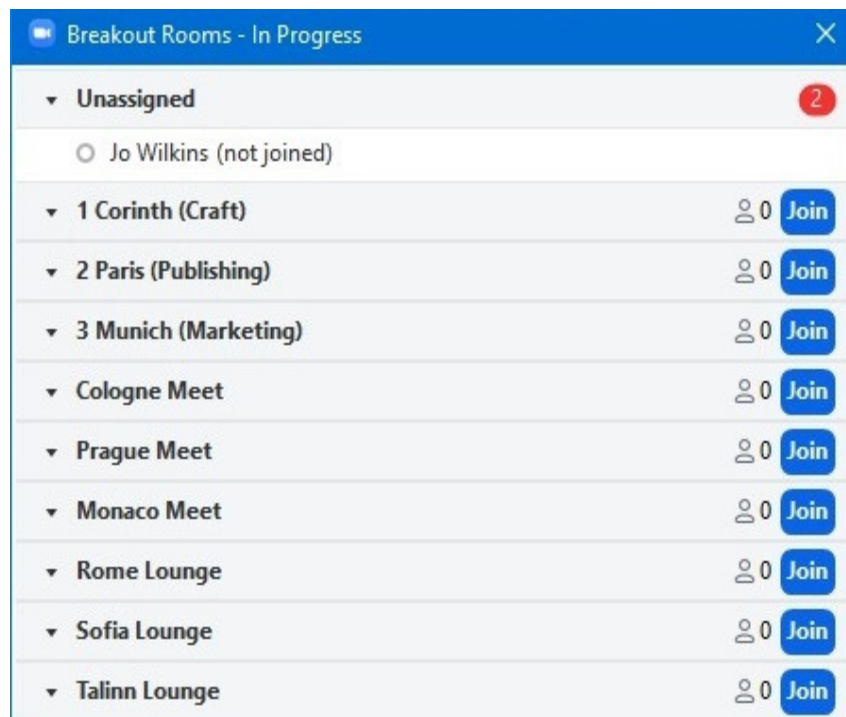 Breakout Rooms - In Progress
Unassigned 2
Jo Wilkins (not joined)
1 Corinth (Craft) 0 Join
2 Paris (Publishing) 0 Join
3 Munich (Marketing) 0 Join
Cologne Meet 0 Join
Prague Meet 0 Join
Monaco Meet 0 Join
Rome Lounge 0 Join
Sofia Lounge 0 Join
Talinn Lounge 0 Join